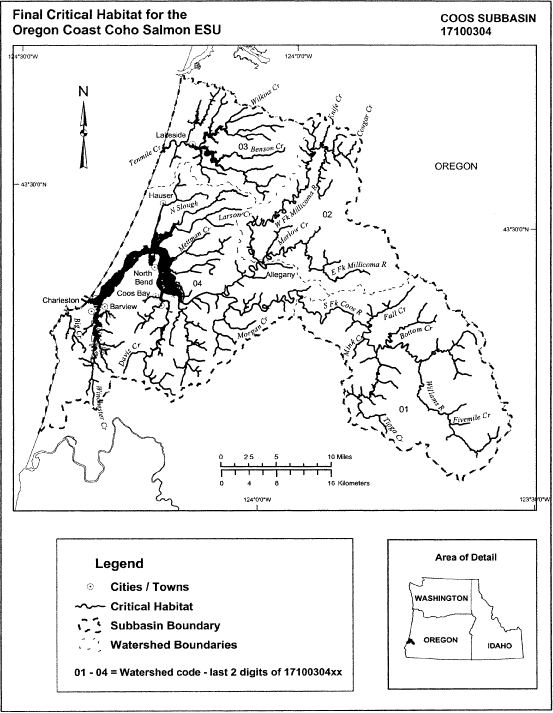 Final Critical Habitat for the
Oregon Coast Coho Salmon ESU
COOS SUBBASIN
17100304
124°30'0"W
124°0'0"W
N
Wilkins Cr
Knife Cr
Cougar Cr
Lakeside
Tenmile Cr
03
Benson Cr
OREGON
43°30'0"N
Hauser
N Slough
Larson Cr
W Fk Millicoma R
02
43°30'0"N
Marlow Cr
North
Bend
Allegany
E Fk Millicoma R
Coos Bay
04
Charleston
Barview
S Fk Coos R
Fall Cr
Big Cr
Morgan Cr
Mink Cr
Bottom Cr
Davis Cr
Winchester Cr
Williams R
01
Fivemile Cr
Tioga Cr
0 2.5 5 10 Miles
0 4 8 16 Kilometers
124°0'0"W
123°30'0"W
Legend
Cities / Towns
Critical Habitat
Subbasin Boundary
Watershed Boundaries
01 - 04 = Watershed code - last 2 digits of 17100304xx
Area of Detail
WASHINGTON
OREGON
IDAHO